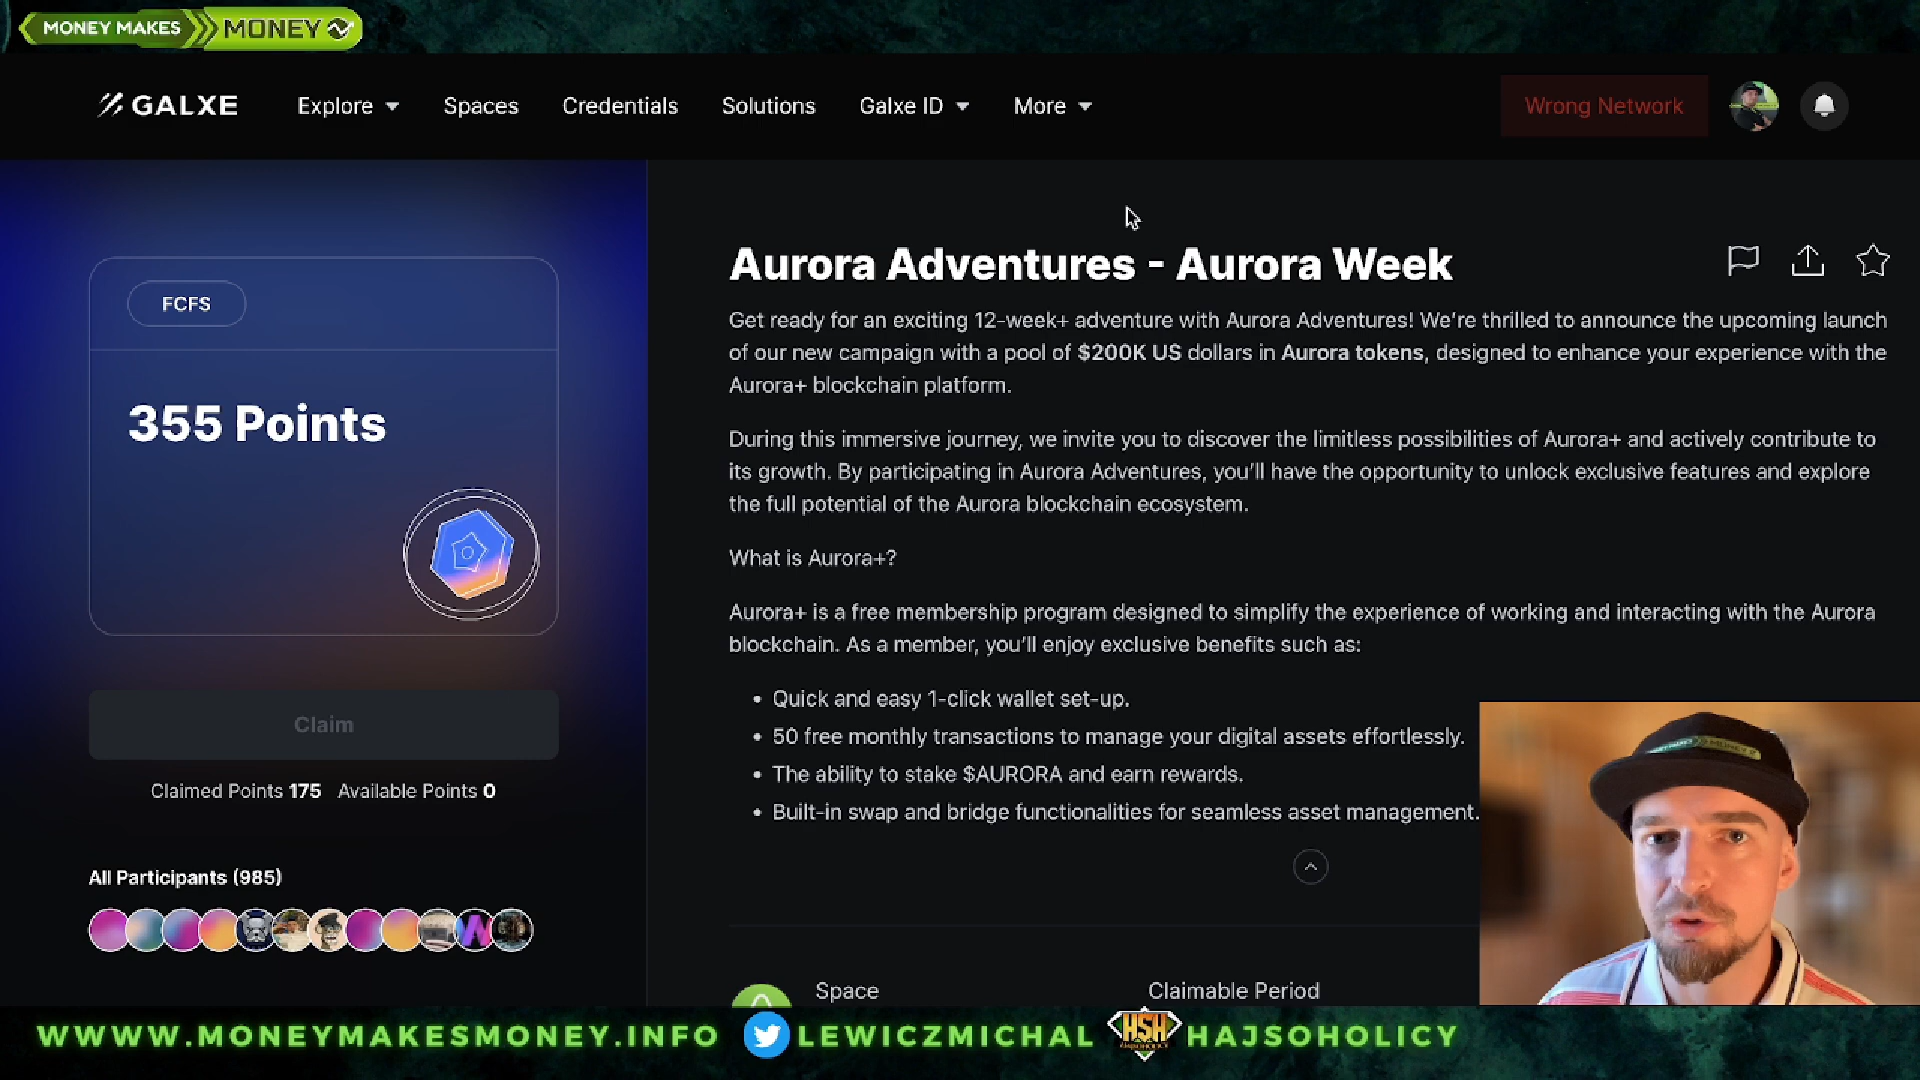 MONEY MAKES MONEY
GALXE
Explore
Spaces
Credentials
Solutions
Galxe ID
More
Wrong Network
FCFS
355 Points
Claim
Claimed Points 175 Available Points 0
All Participants (985)
Aurora Adventures - Aurora Week
Get ready for an exciting 12-week+ adventure with Aurora Adventures! We’re thrilled to announce the upcoming launch
of our new campaign with a pool of $200K US dollars in Aurora tokens, designed to enhance your experience with the
Aurora+ blockchain platform.
During this immersive journey, we invite you to discover the limitless possibilities of Aurora+ and actively contribute to
its growth. By participating in Aurora Adventures, you’ll have the opportunity to unlock exclusive features and explore
the full potential of the Aurora blockchain ecosystem.
What is Aurora+?
Aurora+ is a free membership program designed to simplify the experience of working and interacting with the Aurora
blockchain. As a member, you’ll enjoy exclusive benefits such as:
• Quick and easy 1-click wallet set-up.
• 50 free monthly transactions to manage your digital assets effortlessly.
• The ability to stake $AURORA and earn rewards.
• Built-in swap and bridge functionalities for seamless asset management.
Space
Claimable Period
WWWW.MONEYMAKESMONEY.INFO
LEWICZMICHAL
HSH
HAJSOHOLICY